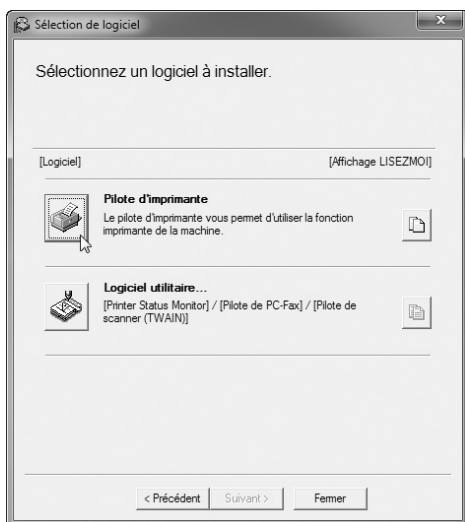 Sélection de logiciel
x
Sélectionnez un logiciel à installer.
[Logiciel] [Affichage LISEZMOI]
Pilote d'imprimante
Le pilote d'imprimante vous permet d'utiliser la fonction
imprimante de la machine.
Logiciel utilitaire...
[Printer Status Monitor] / [Pilote de PC-Fax] / [Pilote de
scanner (TWAIN)]
< Précédent Suivant > Fermer